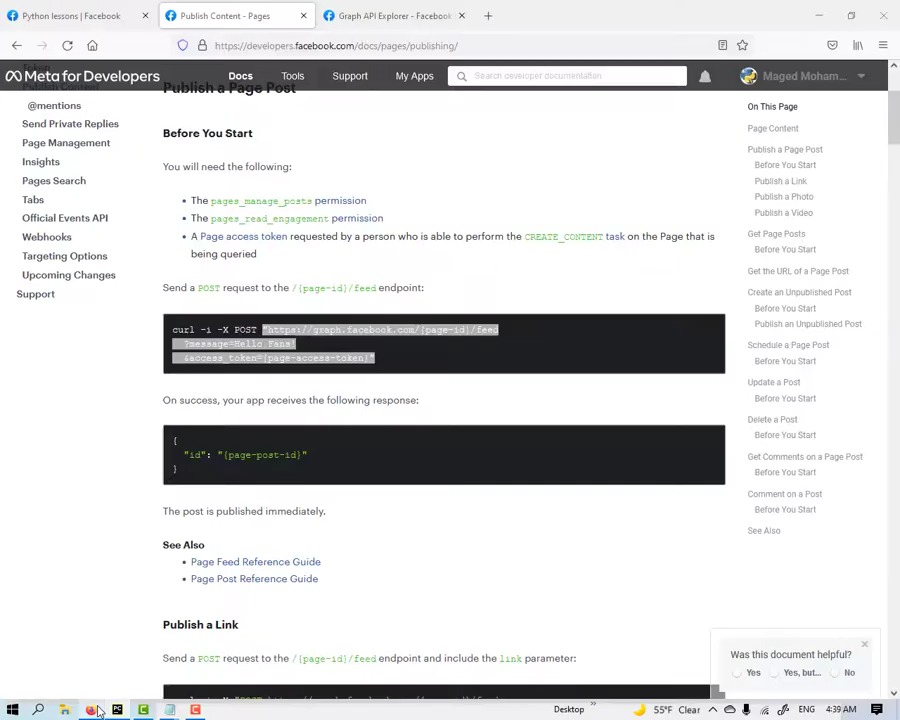 Python lessons | Facebook
Publish Content - Pages
Graph API Explorer - Facebook
https://developers.facebook.com/docs/pages/publishing/
Meta for Developers
Docs
Tools
Support
My Apps
Search developer documentation
Maged Moham...
Token
Publish Content
@mentions
Send Private Replies
Page Management
Insights
Pages Search
Tabs
Official Events API
Webhooks
Targeting Options
Upcoming Changes
Support
Publish a Page Post
Before You Start
You will need the following:
• The pages_manage_posts permission
• The pages_read_engagement permission
• A Page access token requested by a person who is able to perform the CREATE_CONTENT task on the Page that is
being queried
Send a POST request to the /{page-id}/feed endpoint:
curl -i -X POST "https://graph.facebook.com/{page-id}/feed
?message=Hello Fans!
&access_token={page-access-token}"
On success, your app receives the following response:
{
"id": "{page-post-id}"
}
The post is published immediately.
See Also
• Page Feed Reference Guide
• Page Post Reference Guide
Publish a Link
Send a POST request to the /{page-id}/feed endpoint and include the link parameter:
On This Page
Page Content
Publish a Page Post
Before You Start
Publish a Link
Publish a Photo
Publish a Video
Get Page Posts
Before You Start
Get the URL of a Page Post
Create an Unpublished Post
Before You Start
Publish an Unpublished Post
Schedule a Page Post
Before You Start
Update a Post
Before You Start
Delete a Post
Before You Start
Get Comments on a Page Post
Before You Start
Comment on a Post
Before You Start
See Also
Was this document helpful?
Yes
Yes, but...
No
Desktop
55°F Clear
ENG
4:39 AM